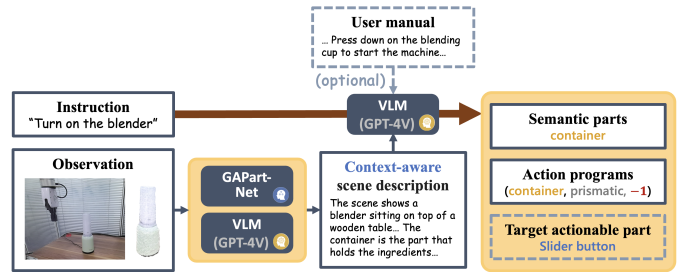 User manual
... Press down on the blending
cup to start the machine...
(optional)
Instruction
"Turn on the blender"
VLM
(GPT-4V)
Observation
GAPart-
Net
VLM
(GPT-4V)
Context-aware
scene description
The scene shows a
blender sitting on top of a
wooden table... The
container is the part that
holds the ingredients...
Semantic parts
container
Action programs
(container, prismatic, −1)
Target actionable part
Slider button